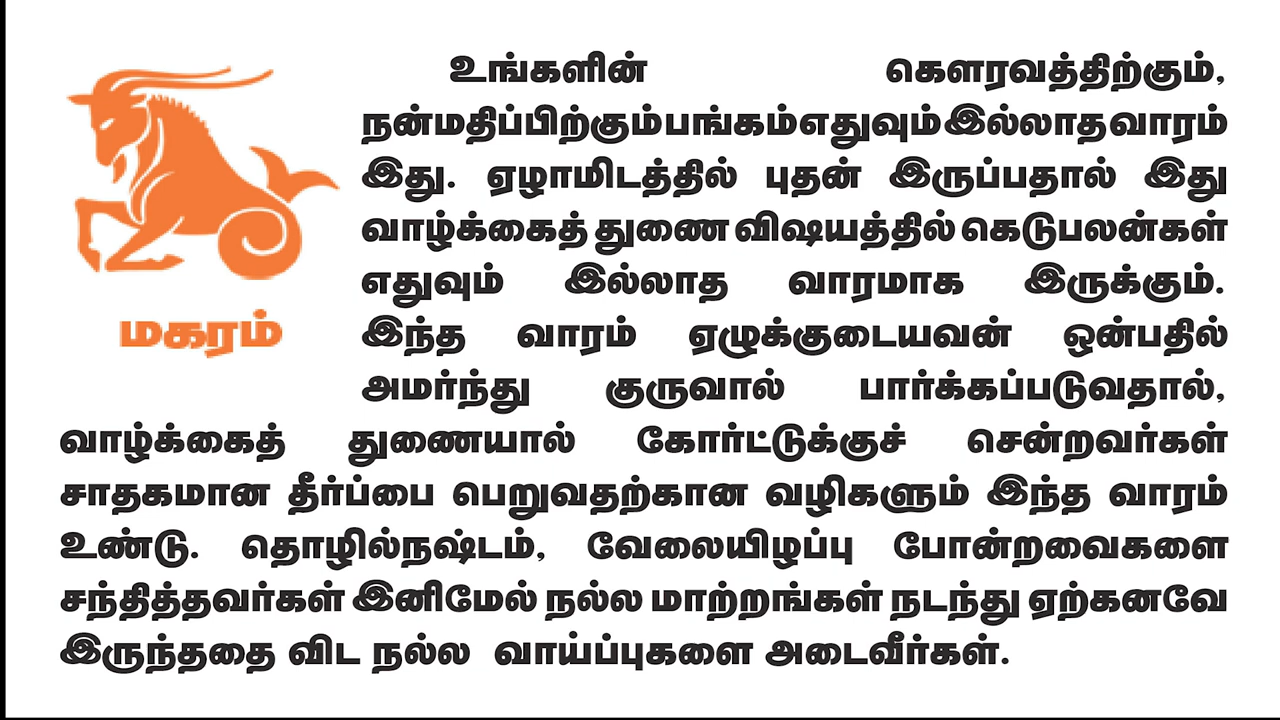 உங்களின் கௌரவத்திற்கும்,
நன்மதிப்பிற்கும் பங்கம் எதுவும் இல்லாத வாரம்
இது. ஏழாமிடத்தில் புதன் இருப்பதால் இது
வாழ்க்கைத் துணை விஷயத்தில் கெடுபலன்கள்
எதுவும் இல்லாத வாரமாக இருக்கும்.
மகரம்
இந்த வாரம் ஏழுக்குடையவன் ஒன்பதில்
அமர்ந்து குருவால் பார்க்கப்படுவதால்,
வாழ்க்கைத் துணையால் கோர்ட்டுக்குச் சென்றவர்கள்
சாதகமான தீர்ப்பை பெறுவதற்கான வழிகளும் இந்த வாரம்
உண்டு. தொழில்நஷ்டம், வேலையிழப்பு போன்றவைகளை
சந்தித்தவர்கள் இனிமேல் நல்ல மாற்றங்கள் நடந்து ஏற்கனவே
இருந்ததை விட நல்ல வாய்ப்புகளை அடைவீர்கள்.